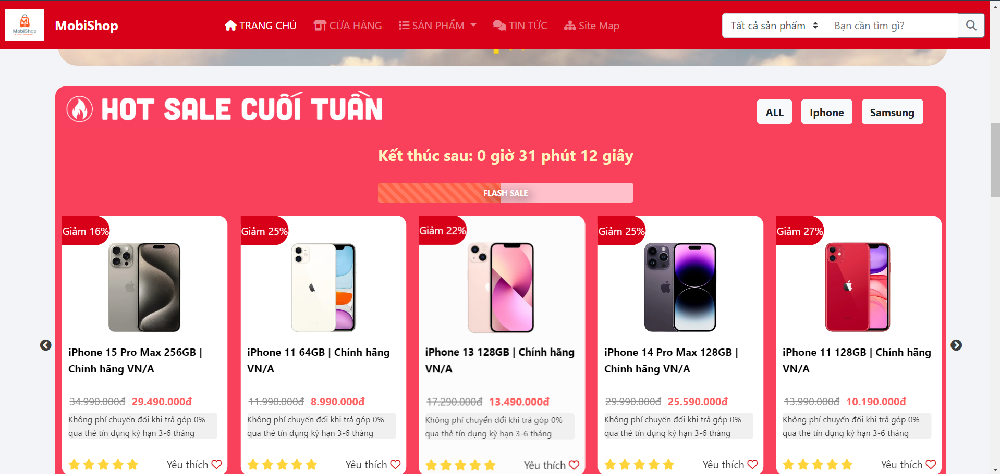 MobiShop
MobiShop
TRANG CHỦ
CỬA HÀNG
SẢN PHẨM
TIN TỨC
Site Map
Tất cả sản phẩm
Bạn cần tìm gì?
HOT SALE CUỐI TUẦN
ALL
Iphone
Samsung
Kết thúc sau: 0 giờ 31 phút 12 giây
FLASH SALE
Giảm 16%
iPhone 15 Pro Max 256GB |
Chính hãng VN/A
34.990.000đ 29.490.000đ
Không phí chuyển đổi khi trả góp 0%
qua thẻ tín dụng kỳ hạn 3-6 tháng
Yêu thích
Giảm 25%
iPhone 11 64GB | Chính hãng
VN/A
11.990.000đ 8.990.000đ
Không phí chuyển đổi khi trả góp 0%
qua thẻ tín dụng kỳ hạn 3-6 tháng
Yêu thích
Giảm 22%
iPhone 13 128GB | Chính hãng
VN/A
17.290.000đ 13.490.000đ
Không phí chuyển đổi khi trả góp 0%
qua thẻ tín dụng kỳ hạn 3-6 tháng
Yêu thích
Giảm 25%
iPhone 14 Pro Max 128GB |
Chính hãng VN/A
29.990.000đ 25.590.000đ
Không phí chuyển đổi khi trả góp 0%
qua thẻ tín dụng kỳ hạn 3-6 tháng
Yêu thích
Giảm 27%
iPhone 11 128GB | Chính hãng
VN/A
13.990.000đ 10.190.000đ
Không phí chuyển đổi khi trả góp 0%
qua thẻ tín dụng kỳ hạn 3-6 tháng
Yêu thích